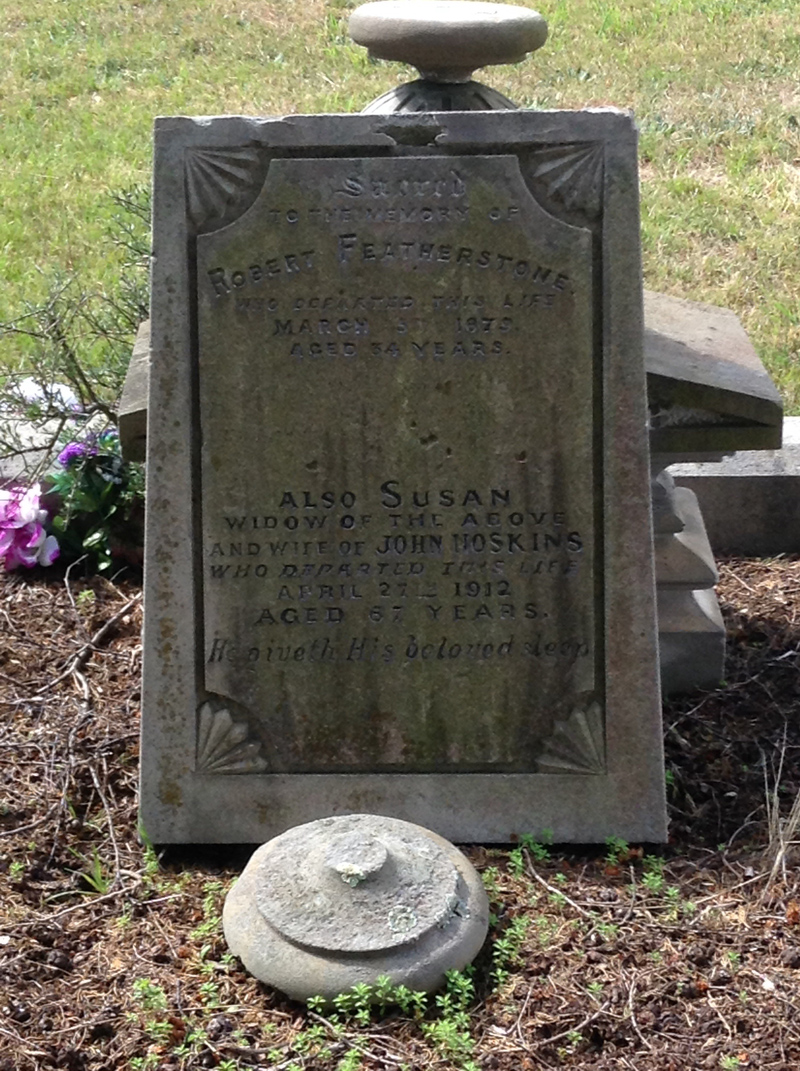 Sacred
TO THE MEMORY OF
ROBERT FEATHERSTONE.
WHO DEPARTED THIS LIFE
MARCH
AGED 34 YEARS.
ALSO SUSAN
WIDOW OF THE ABOVE
AND WIFE OF JOHN HOSKINS
WHO DEPARTED THIS LIFE
APRIL 27TH 1912
AGED 67 YEARS.
He giveth His beloved sleep